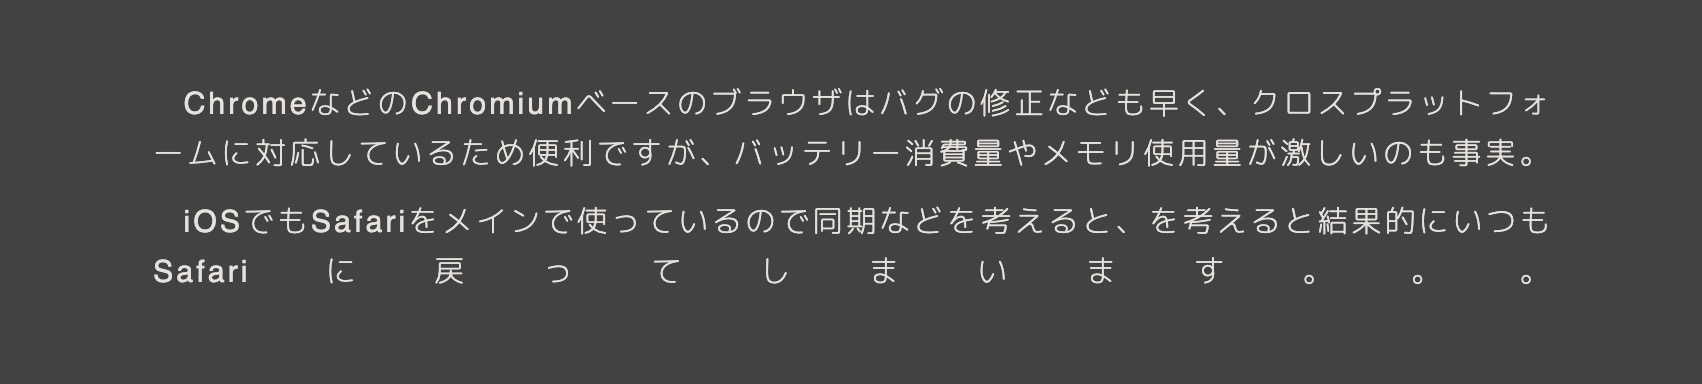 ChromeなどのChromiumベースのブラウザはバグの修正なども早く、クロスプラットフォ
ームに対応しているため便利ですが、バッテリー消費量やメモリ使用量が激しいのも事実。
iOSでもSafariをメインで使っているので同期などを考えると、を考えると結果的にいつも
Safariに戻ってしまいます。。。